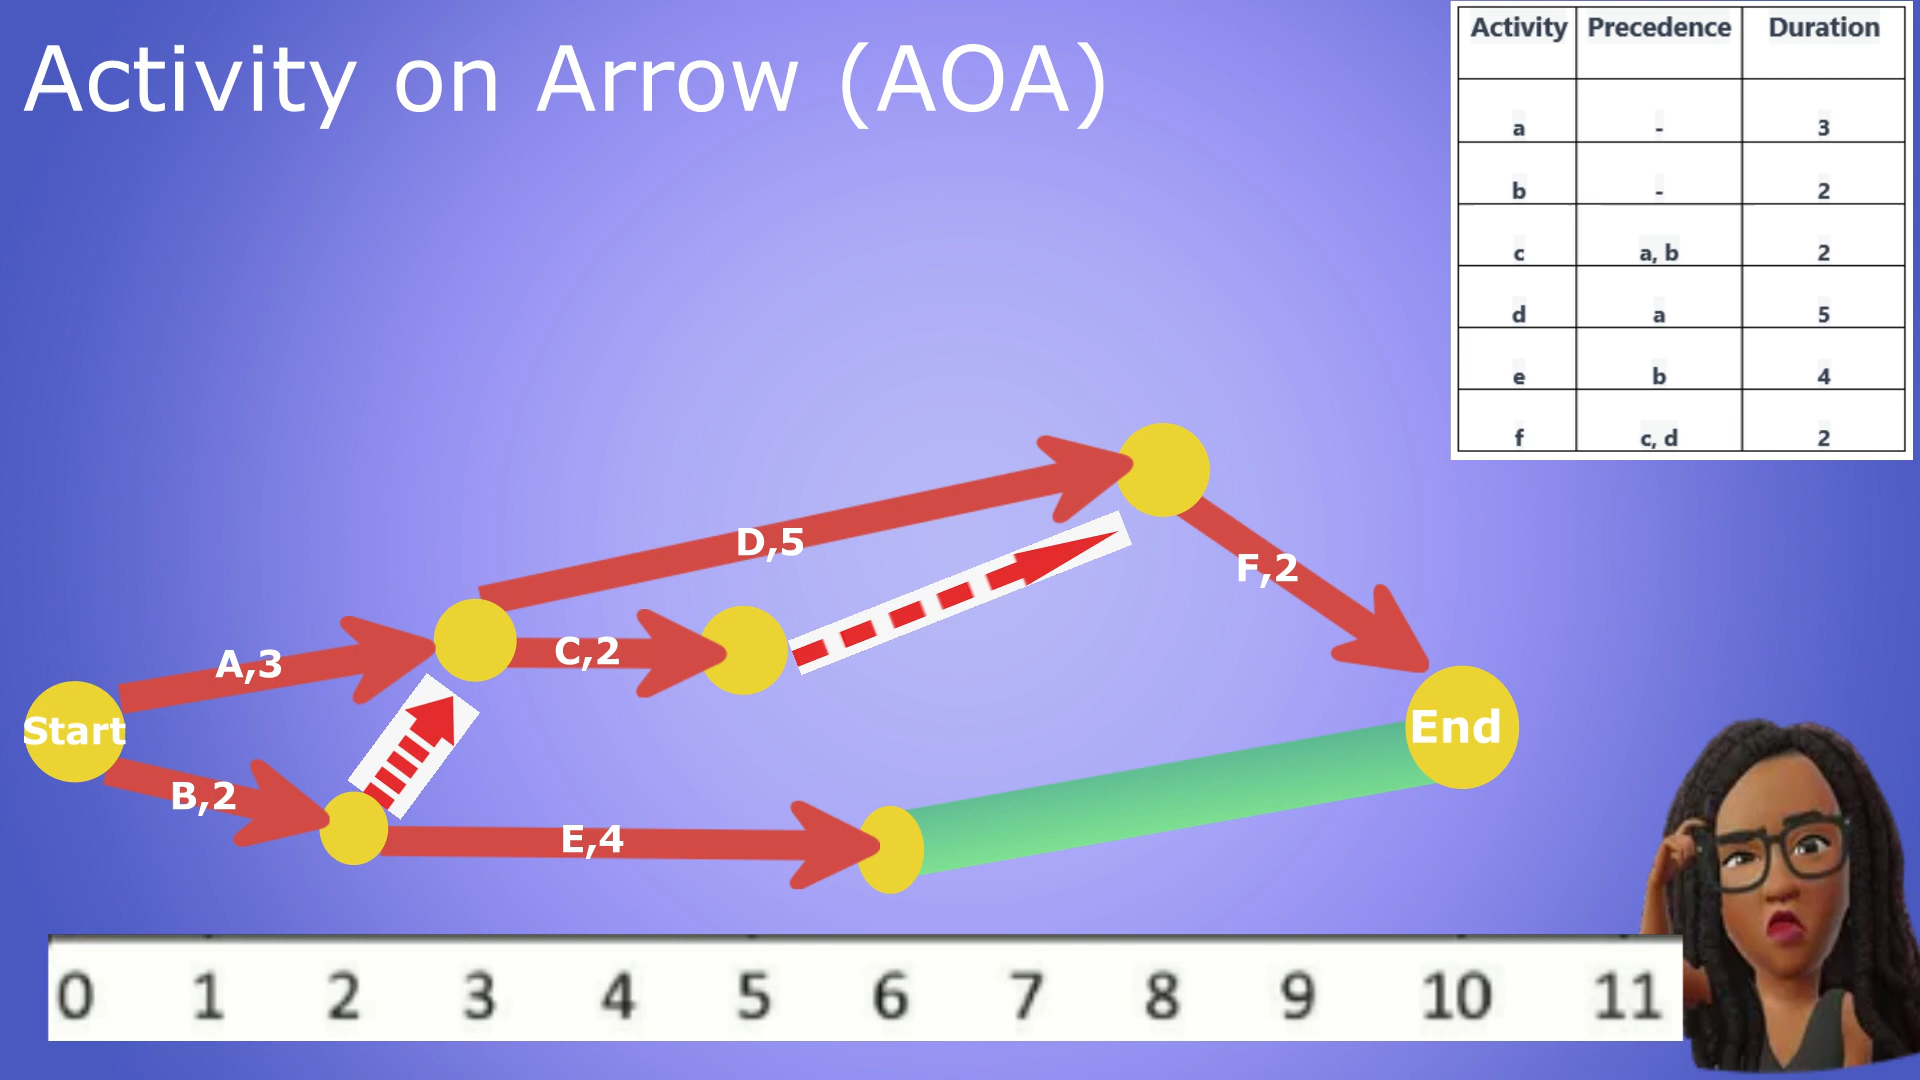 Activity on Arrow (AOA)
Activity Precedence Duration
a - 3
b - 2
c a, b 2
d a 5
e b 4
f c, d 2
D,5
F,2
A,3
C,2
Start
End
B,2
E,4
0 1 2 3 4 5 6 7 8 9 10 11